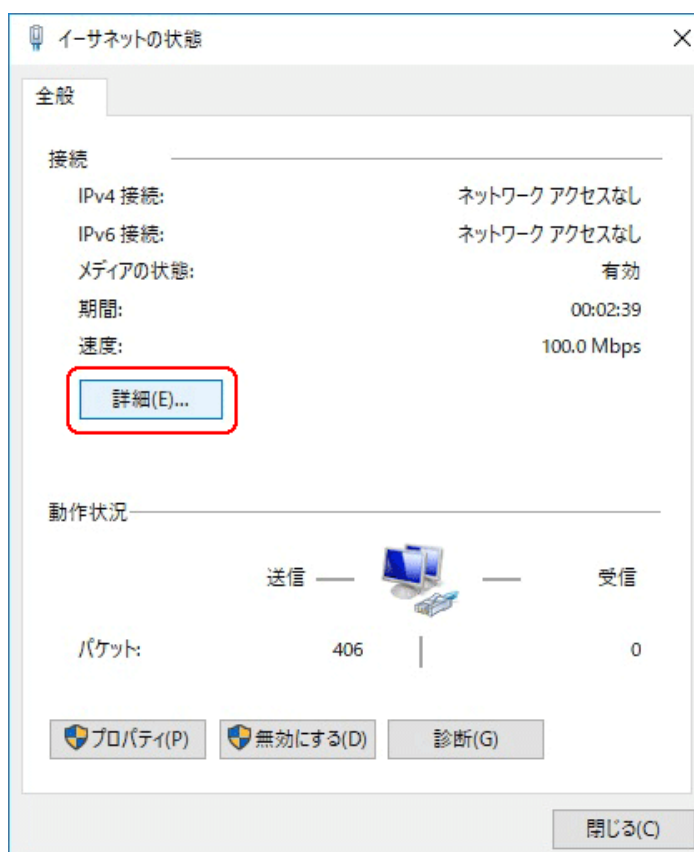 イーサネットの状態
全般
接続
IPv4 接続: ネットワーク アクセスなし
IPv6 接続: ネットワーク アクセスなし
メディアの状態: 有効
期間: 00:02:39
速度: 100.0 Mbps
詳細(E)...
動作状況
送信 受信
パケット: 406 0
プロパティ(P) 無効にする(D) 診断(G)
閉じる(C)